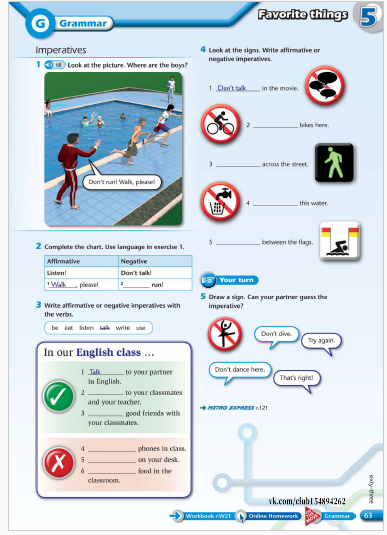 G Grammar
Favorite things 5
Imperatives
1 68 Look at the picture. Where are the boys?
Don't run! Walk, please!
2 Complete the chart. Use language in exercise 1.
Affirmative Negative
Listen! Don't talk!
1 Walk, please! 2 ________ run!
3 Write affirmative or negative imperatives with
the verbs.
be eat listen talk write use
In our English class ...
1 Talk ________ to your partner
in English.
2 ________ to your classmates
and your teacher.
3 ________ good friends with
your classmates.
4 ________ phones in class.
5 ________ on your desk.
6 ________ food in the
classroom.
4 Look at the signs. Write affirmative or
negative imperatives.
1 Don't talk in the movie.
2 ________ bikes here.
3 ________ across the street.
4 ________ this water.
5 ________ between the flags.
Your turn
5 Draw a sign. Can your partner guess the
imperative?
Don't dive.
Try again.
Don't dance here.
That's right!
METRO EXPRESS P.121
sixty-three
vk.com/club154894262
Workbook P.W21 Online Homework Grammar 63